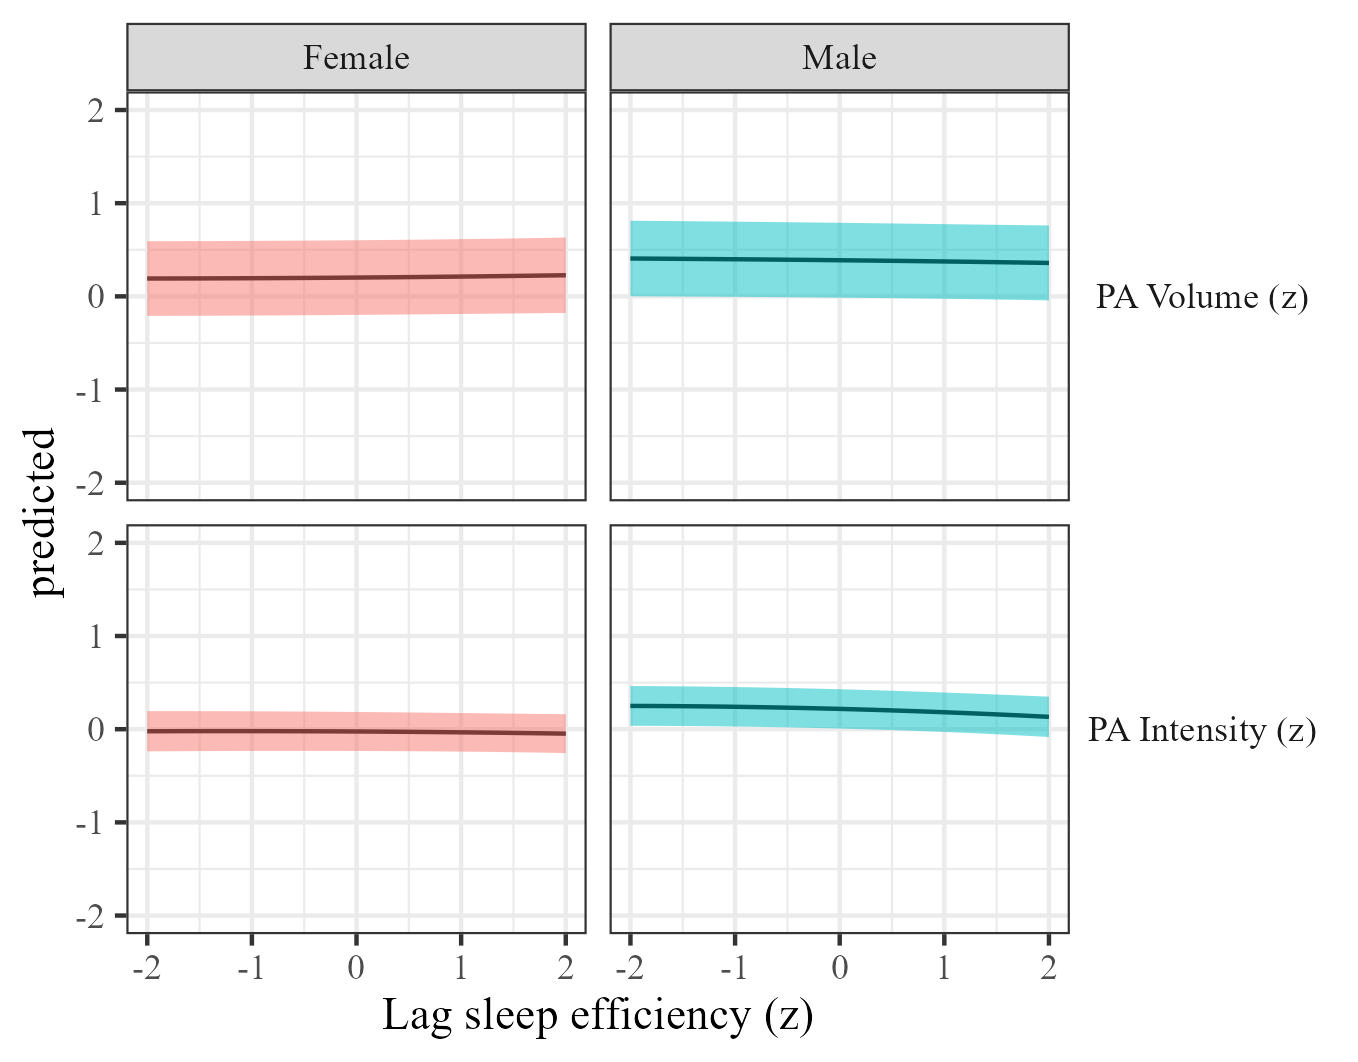 Female
Male
2
1
0
-1
-2
PA Volume (z)
predicted
2
1
0
-1
-2
PA Intensity (z)
-2 -1 0 1 2
-2 -1 0 1 2
Lag sleep efficiency (z)